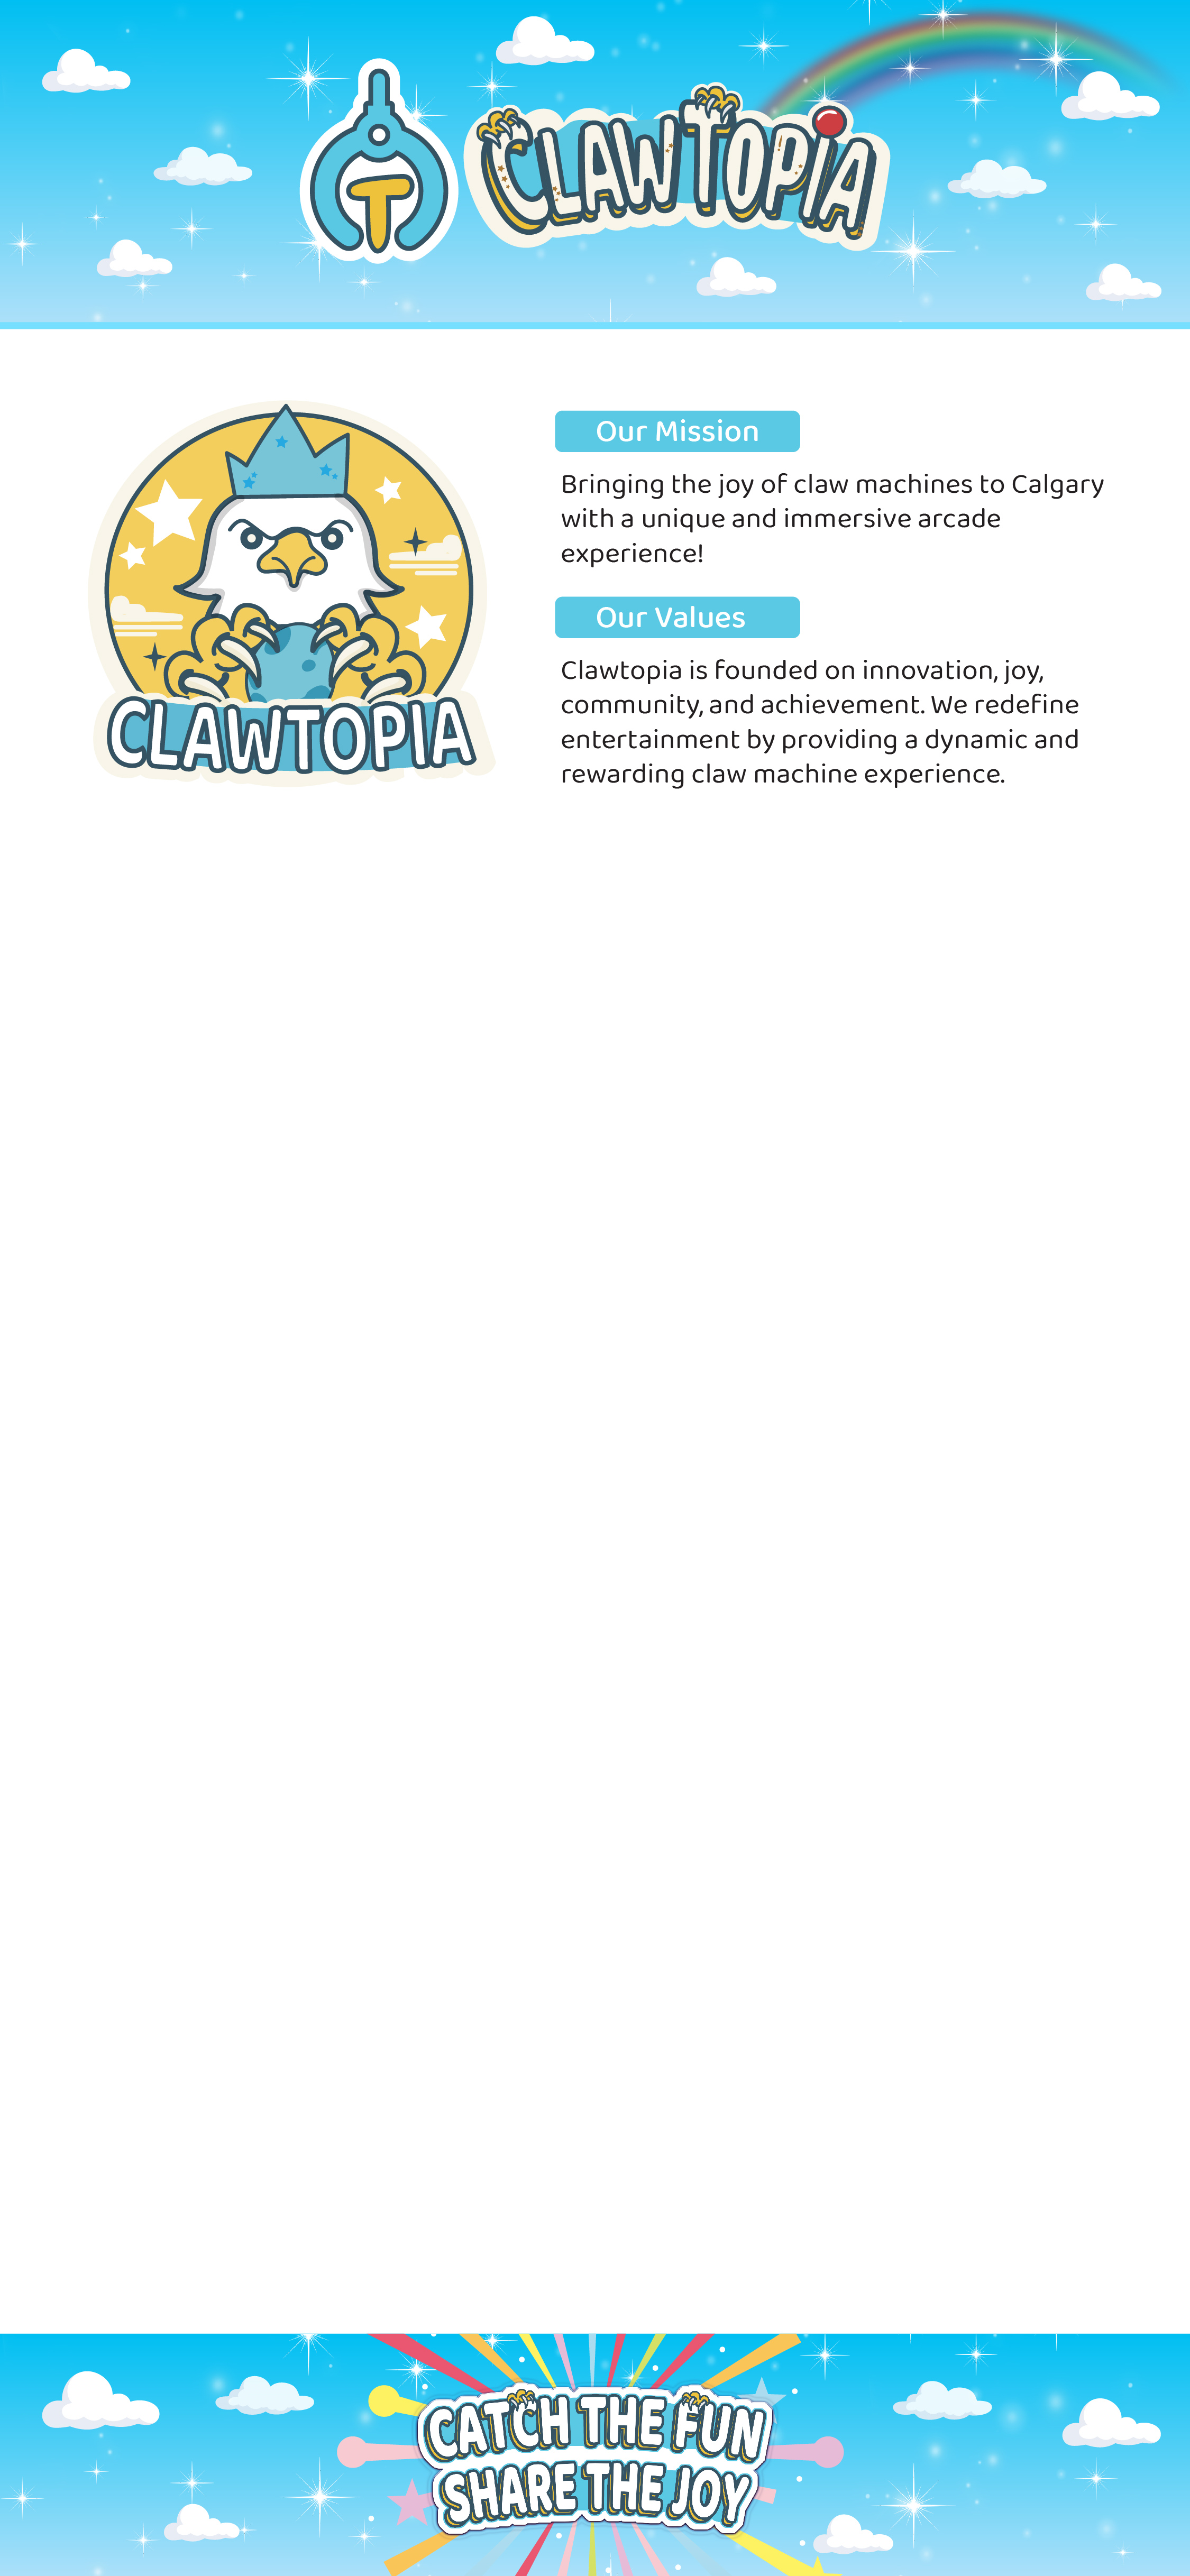 T
CLAWTOPIA
CLAWTOPIA
Our Mission
Bringing the joy of claw machines to Calgary
with a unique and immersive arcade
experience!
Our Values
Clawtopia is founded on innovation, joy,
community, and achievement. We redefine
entertainment by providing a dynamic and
rewarding claw machine experience.
CATCH THE FUN
SHARE THE JOY